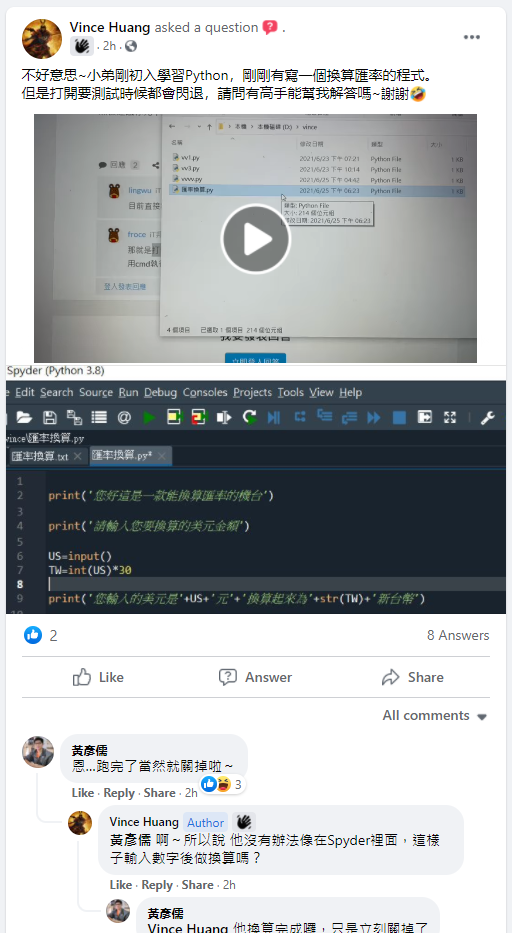 Vince Huang asked a question
· 2h ·
不好意思~小弟剛初入學習Python，剛剛有寫一個換算匯率的程式。
但是打開要測試時候都會閃退，請問有高手能幫我解答嗎~謝謝🤣
本機 › 本機磁碟 (D:) › vince
名稱 修改日期 類型 大小
vv1.py 2021/6/23 下午 07:21 Python File 1 KB
vv3.py 2021/6/23 下午 10:14 Python File 1 KB
vvvv.py 2021/6/25 下午 04:42 Python File 1 KB
匯率換算.py 2021/6/25 下午 06:23 Python File 1 KB
類型: Python File
大小: 214 個位元組
修改日期: 2021/6/25 下午 06:23
回應 2
lingwu
目前直接
froce
那就是
用cmd執
登入發表回應
4 個項目 已選取 1 個項目 214 個位元組
我要發表回答
立即登入回答
Spyder (Python 3.8)
Edit Search Source Run Debug Consoles Projects Tools View Help
vince\匯率換算.py
匯率換算.txt × 匯率換算.py* ×
1
2 print('您好這是一款能換算匯率的機台')
3
4 print('請輸入您要換算的美元金額')
5
6 US=input()
7 TW=int(US)*30
8
9 print('您輸入的美元是'+US+'元'+'換算起來為'+str(TW)+'新台幣')
2
8 Answers
Like Answer Share
All comments
黃彥儒
恩...跑完了當然就關掉啦～
Like · Reply · Share · 2h 3
Vince Huang Author
黃彥儒 啊～所以說 他沒有辦法像在Spyder裡面，這樣
子輸入數字後做換算嗎？
Like · Reply · Share · 2h
黃彥儒
Vince Huang 他換算完成囉，只是立刻關掉了